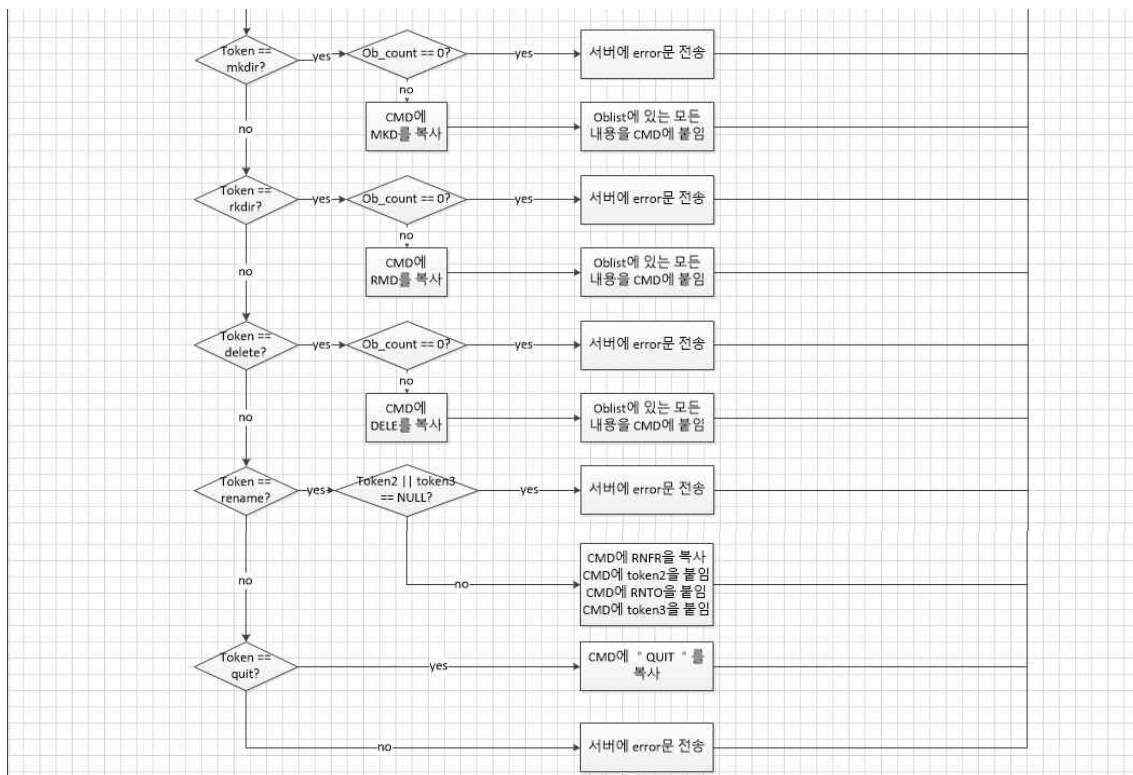 Token ==
mkdir?
yes
Ob_count == 0?
yes
서버에 error문 전송
no
no
CMD에
MKD를 복사
Oblist에 있는 모든
내용을 CMD에 붙임
Token ==
rkdir?
yes
Ob_count == 0?
yes
서버에 error문 전송
no
no
CMD에
RMD를 복사
Oblist에 있는 모든
내용을 CMD에 붙임
Token ==
delete?
yes
Ob_count == 0?
yes
서버에 error문 전송
no
no
CMD에
DELE를 복사
Oblist에 있는 모든
내용을 CMD에 붙임
Token ==
rename?
yes
Token2 || token3
== NULL?
yes
서버에 error문 전송
no
no
CMD에 RNFR을 복사
CMD에 token2을 붙임
CMD에 RNTO을 붙임
CMD에 token3을 붙임
Token ==
quit?
yes
CMD에 " QUIT " 를
복사
no
서버에 error문 전송